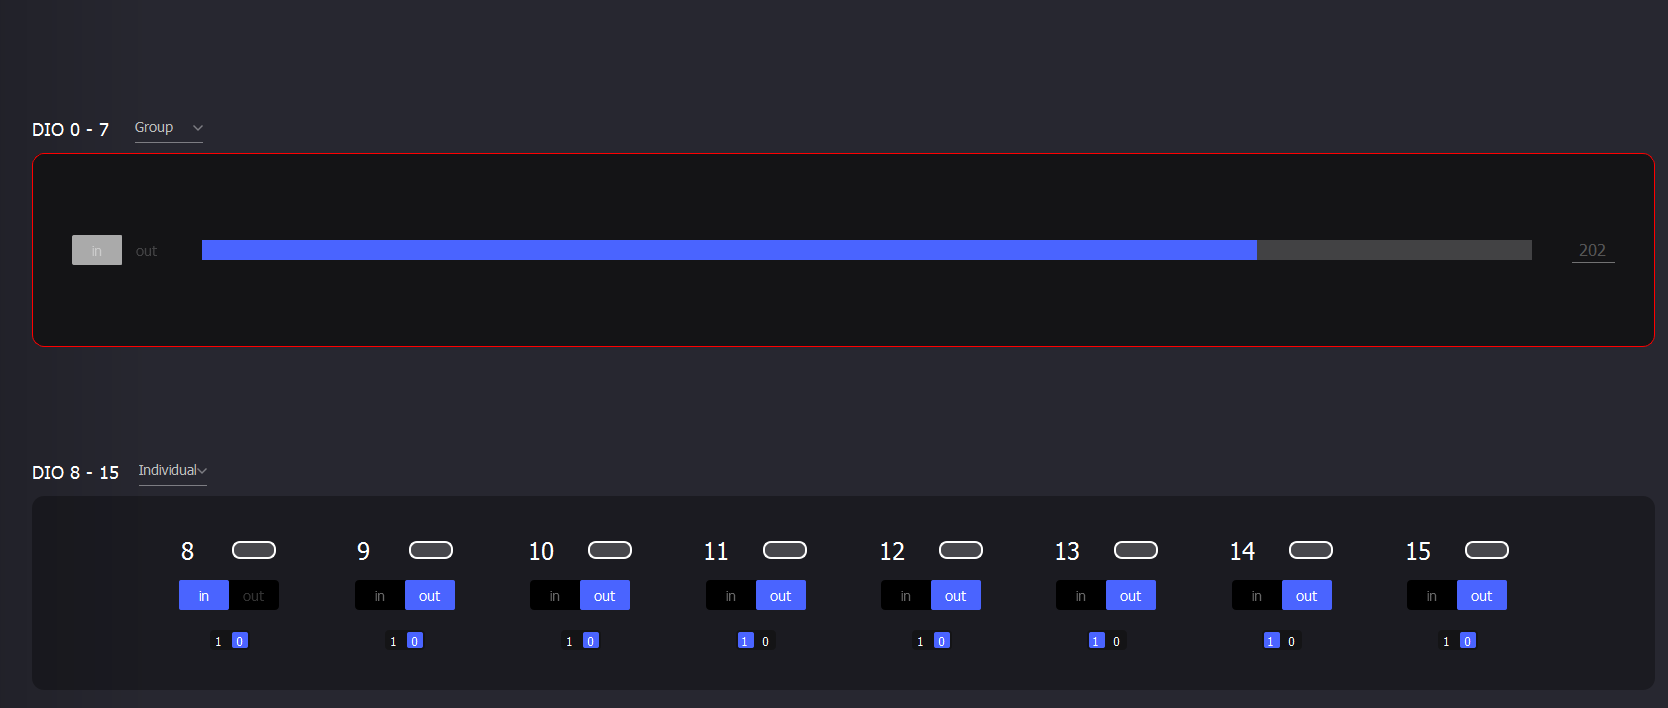 DIO 0 - 7 Group
in out 202
DIO 8 - 15 Individual
8 9 10 11 12 13 14 15
in out in out in out in out in out in out in out in out
1 0 1 0 1 0 1 0 1 0 1 0 1 0 1 0